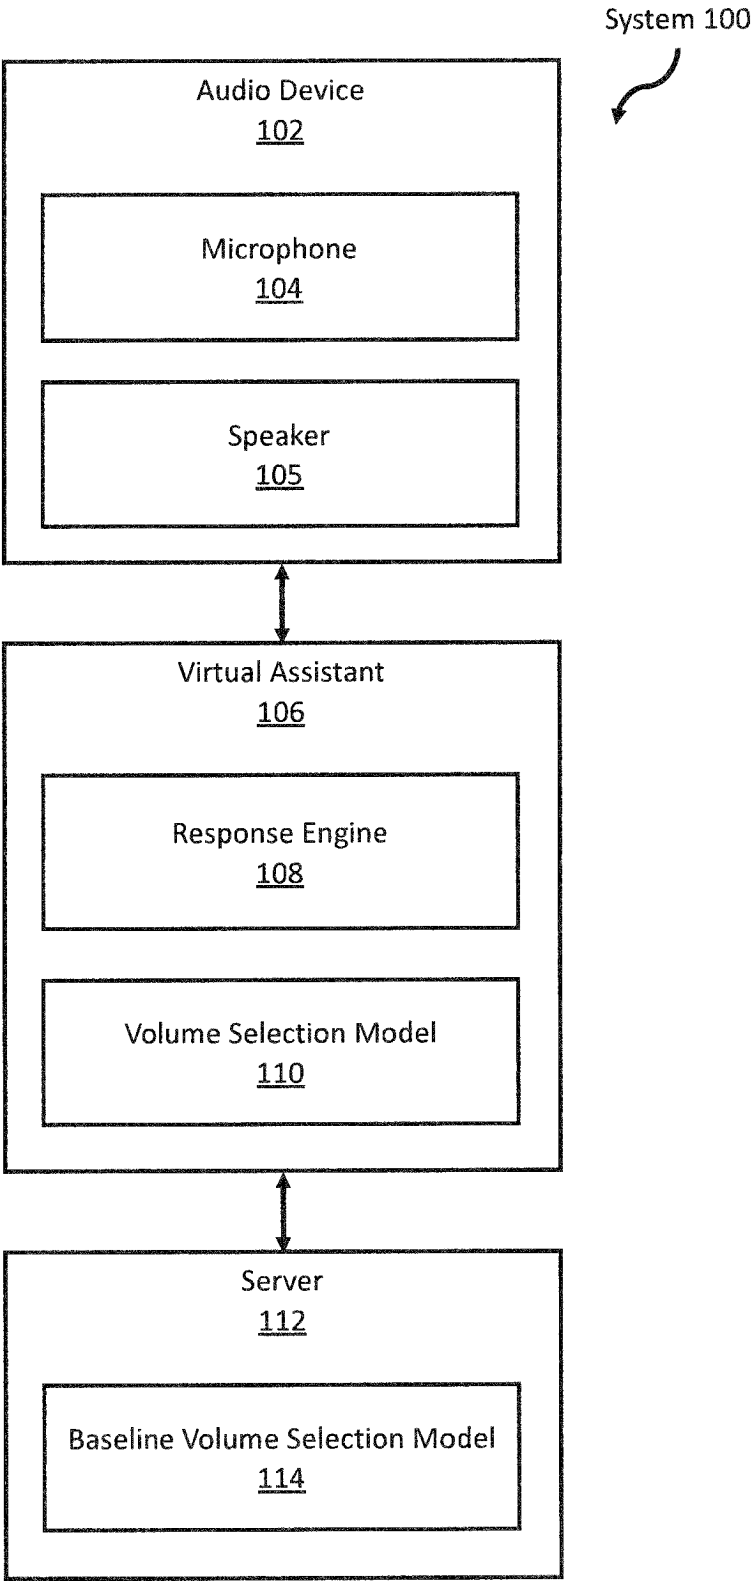 System 100
Audio Device
102
Microphone
104
Speaker
105
Virtual Assistant
106
Response Engine
108
Volume Selection Model
110
Server
112
Baseline Volume Selection Model
114